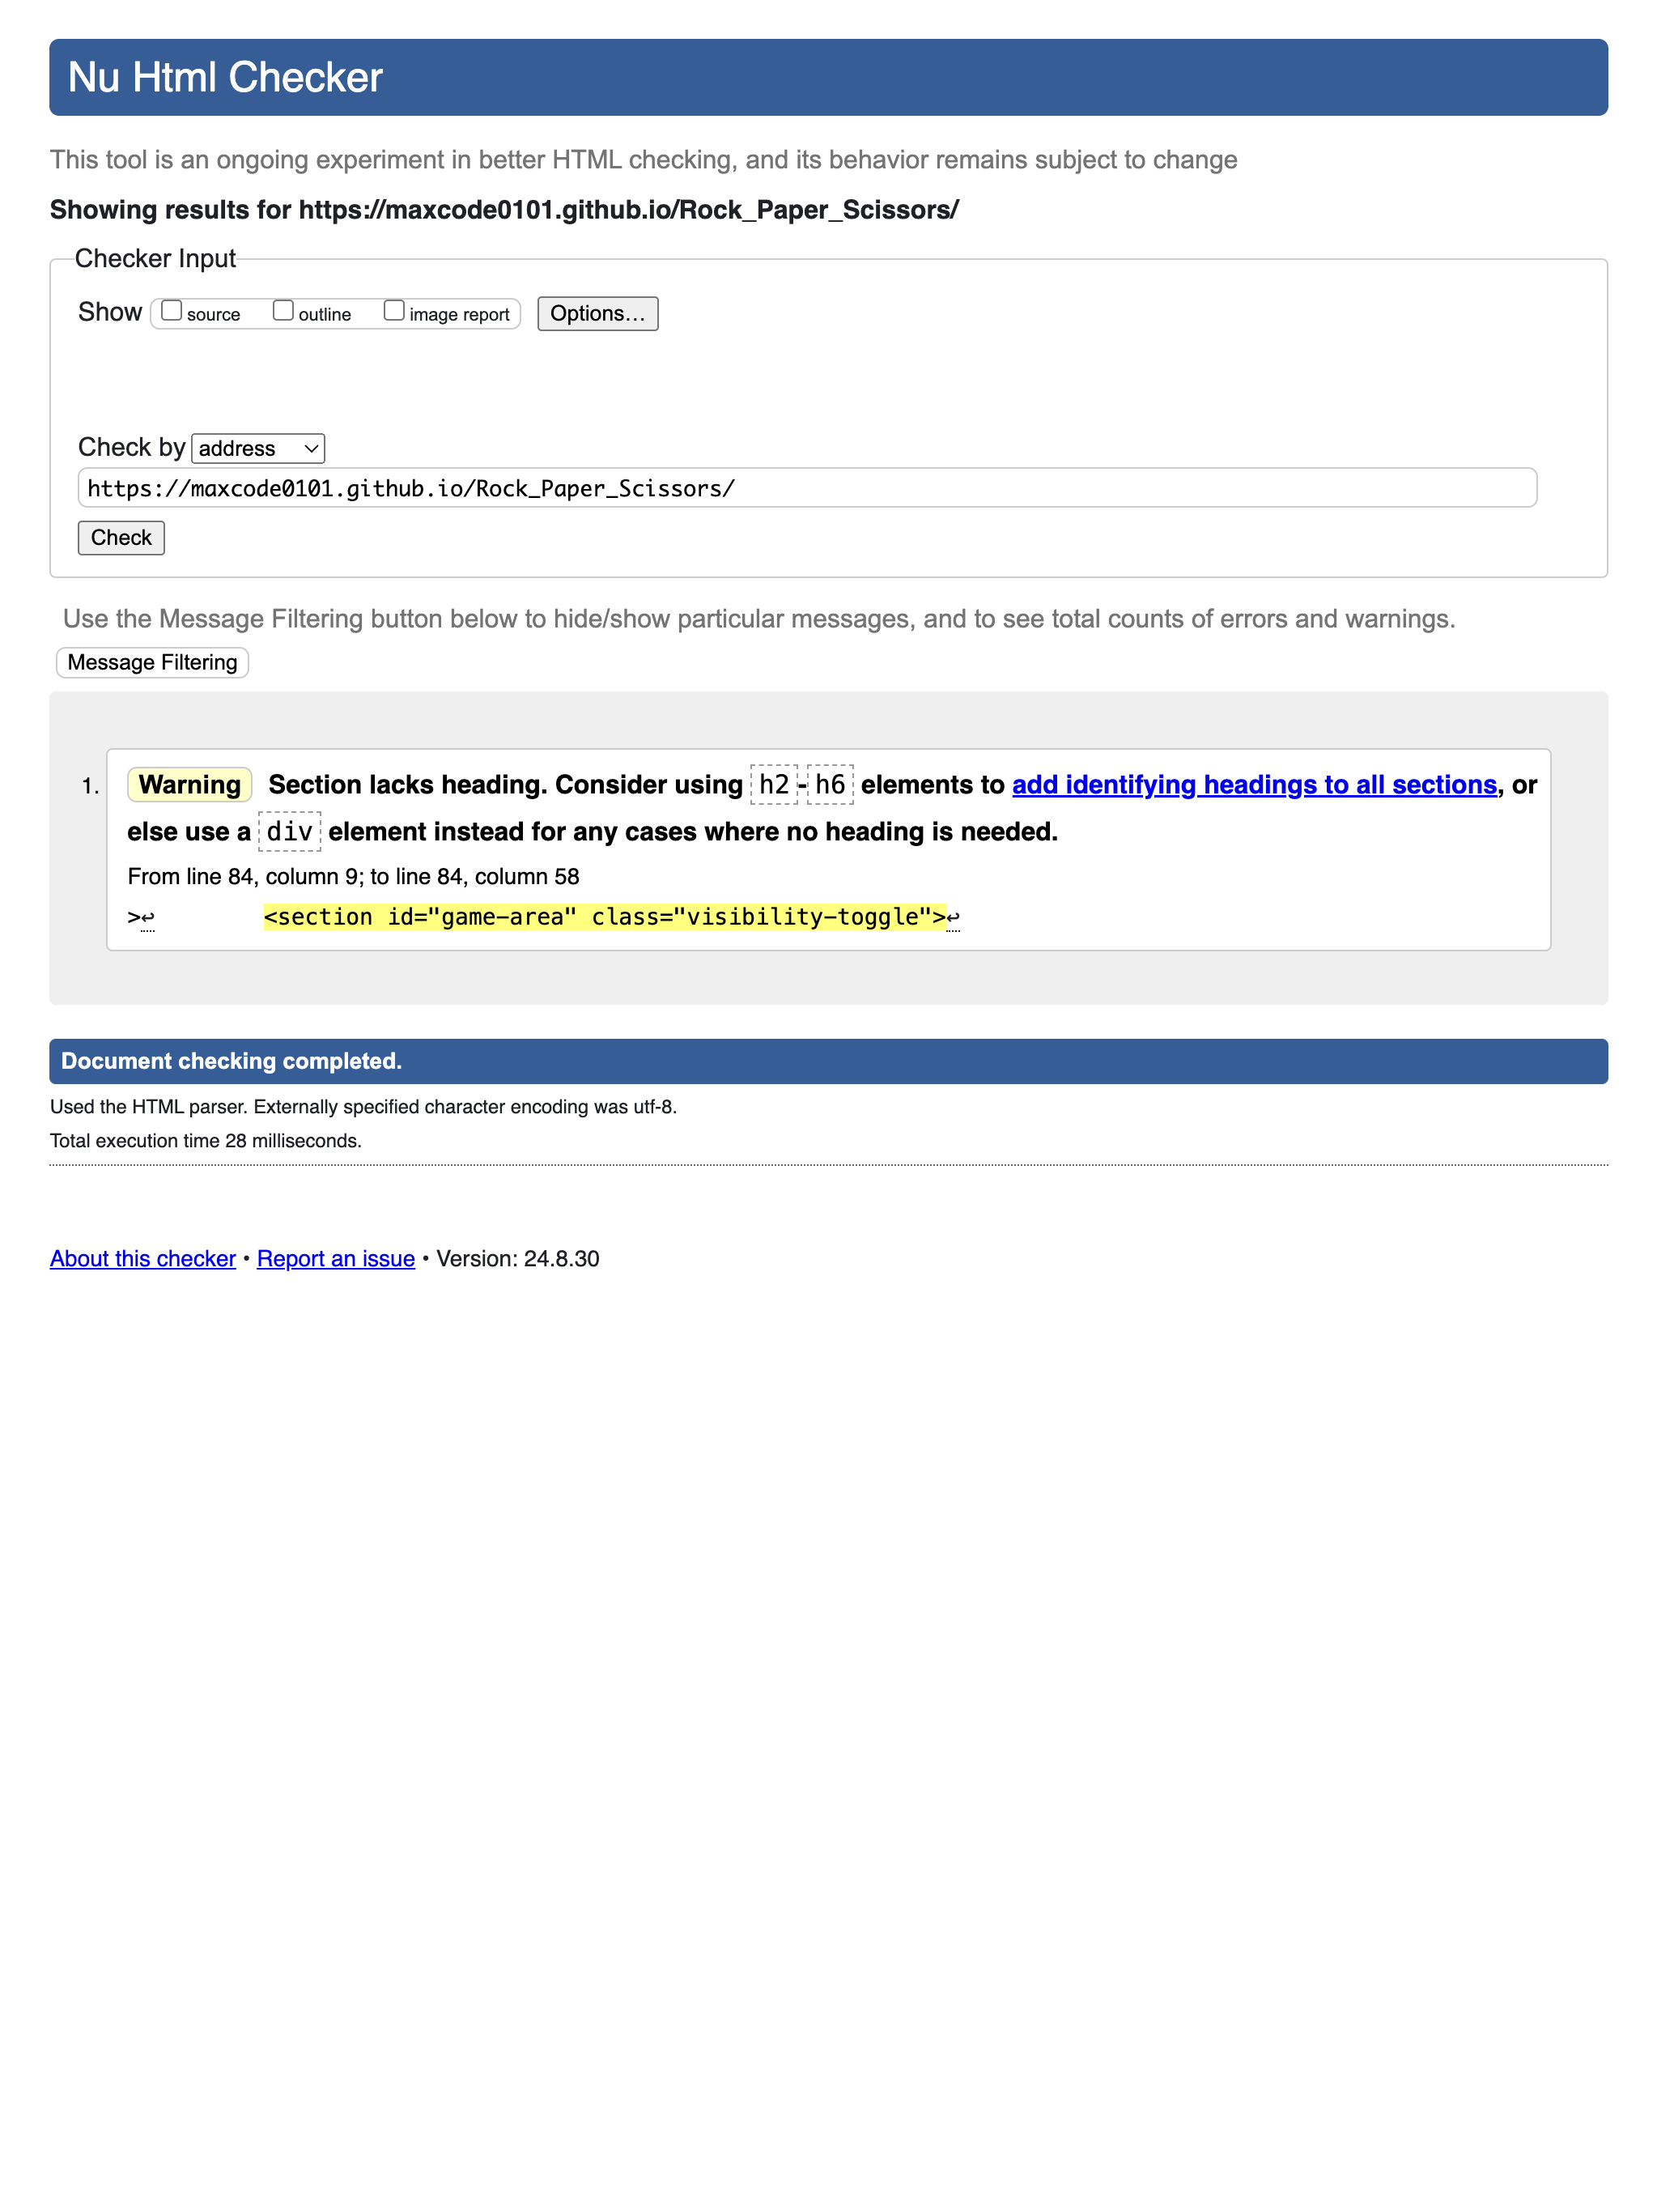 Nu Html Checker
This tool is an ongoing experiment in better HTML checking, and its behavior remains subject to change
Showing results for https://maxcode0101.github.io/Rock_Paper_Scissors/
Checker Input
Show source outline image report Options...
Check by address
https://maxcode0101.github.io/Rock_Paper_Scissors/
Check
Use the Message Filtering button below to hide/show particular messages, and to see total counts of errors and warnings.
Message Filtering
1. Warning Section lacks heading. Consider using h2-h6 elements to add identifying headings to all sections, or
else use a div element instead for any cases where no heading is needed.
From line 84, column 9; to line 84, column 58
>↩ <section id="game-area" class="visibility-toggle">↩
Document checking completed.
Used the HTML parser. Externally specified character encoding was utf-8.
Total execution time 28 milliseconds.
About this checker • Report an issue • Version: 24.8.30